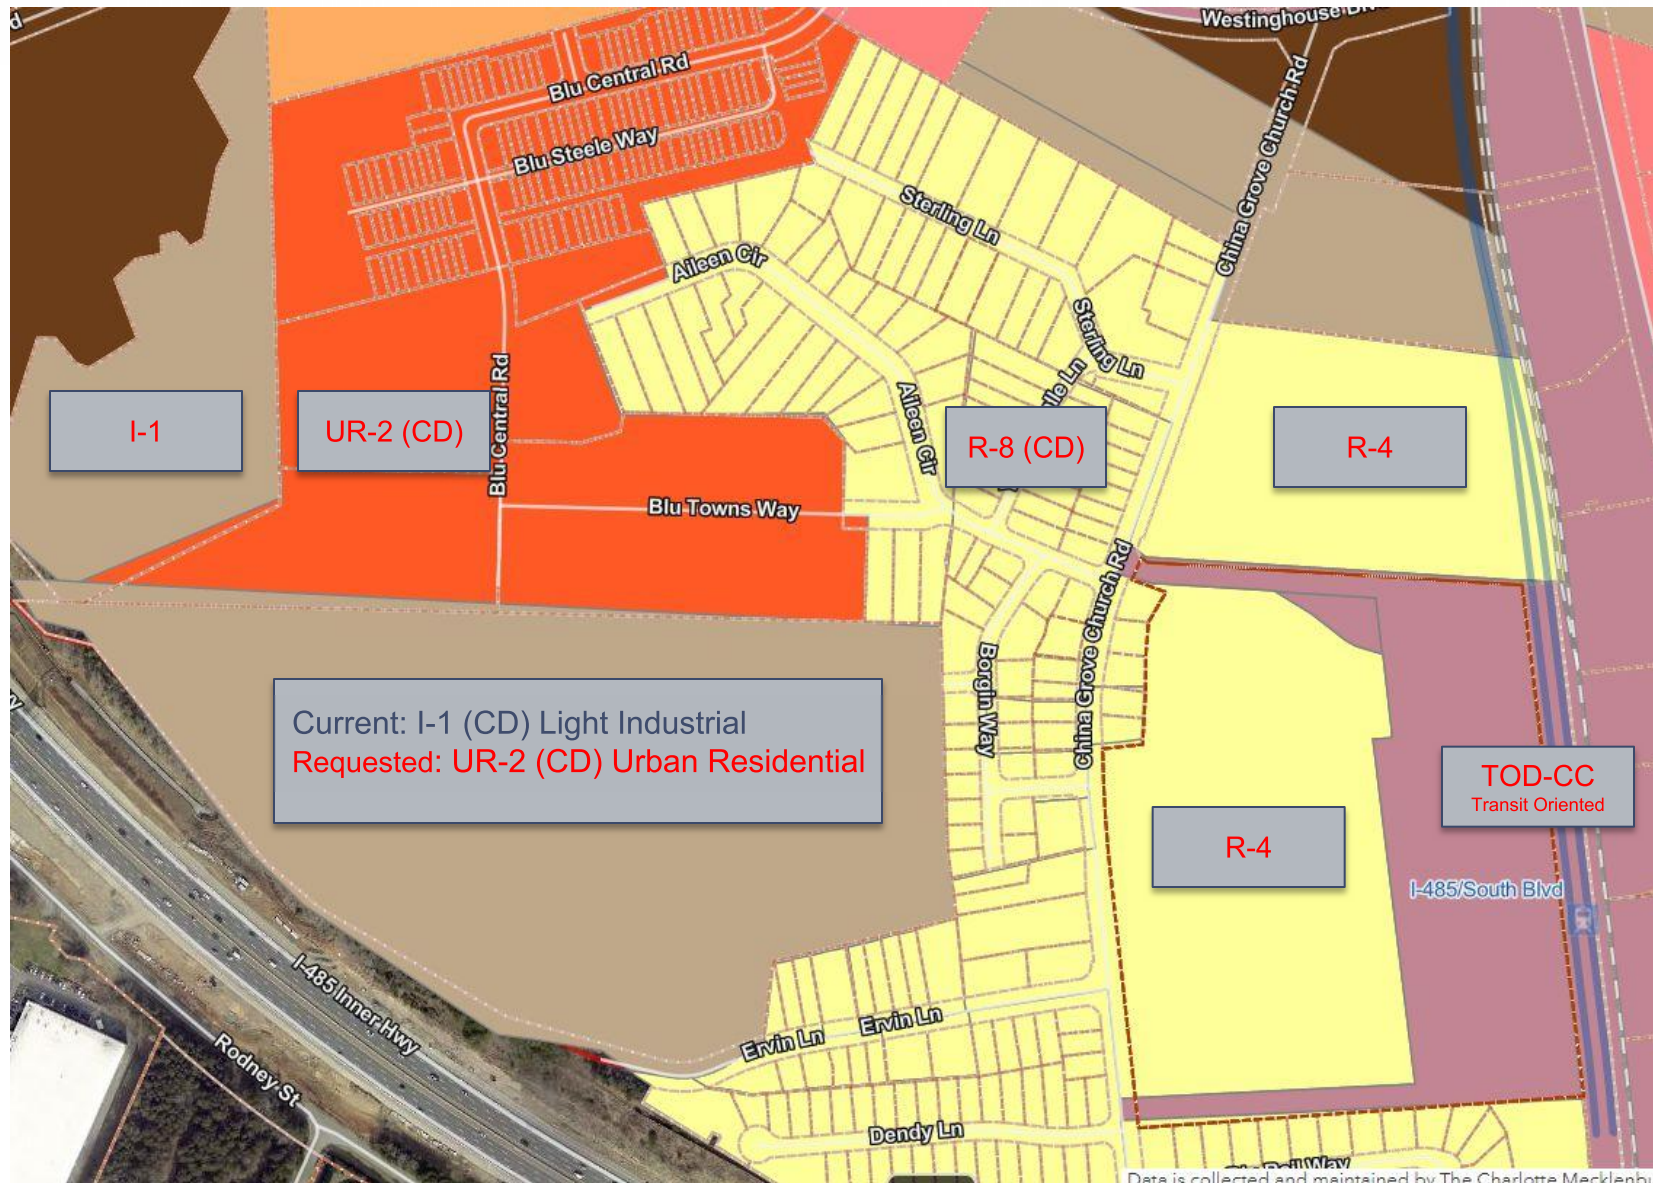 Westinghouse
Blu Central Rd
China Grove Church Rd
Blu Steele Way
Sterling Ln
Aileen Cir
Sterling Ln
Blu Central Rd
Aileen Cir
I-1
UR-2 (CD)
R-8 (CD)
R-4
Blu Towns Way
China Grove Church Rd
Borgin Way
Current: I-1 (CD) Light Industrial
Requested: UR-2 (CD) Urban Residential
TOD-CC
Transit Oriented
R-4
I-485/South Blvd
I-485 Inner Hwy
Ervin Ln
Ervin Ln
Rodney St
Dendy Ln
Rail Way
Data is collected and maintained by The Charlotte